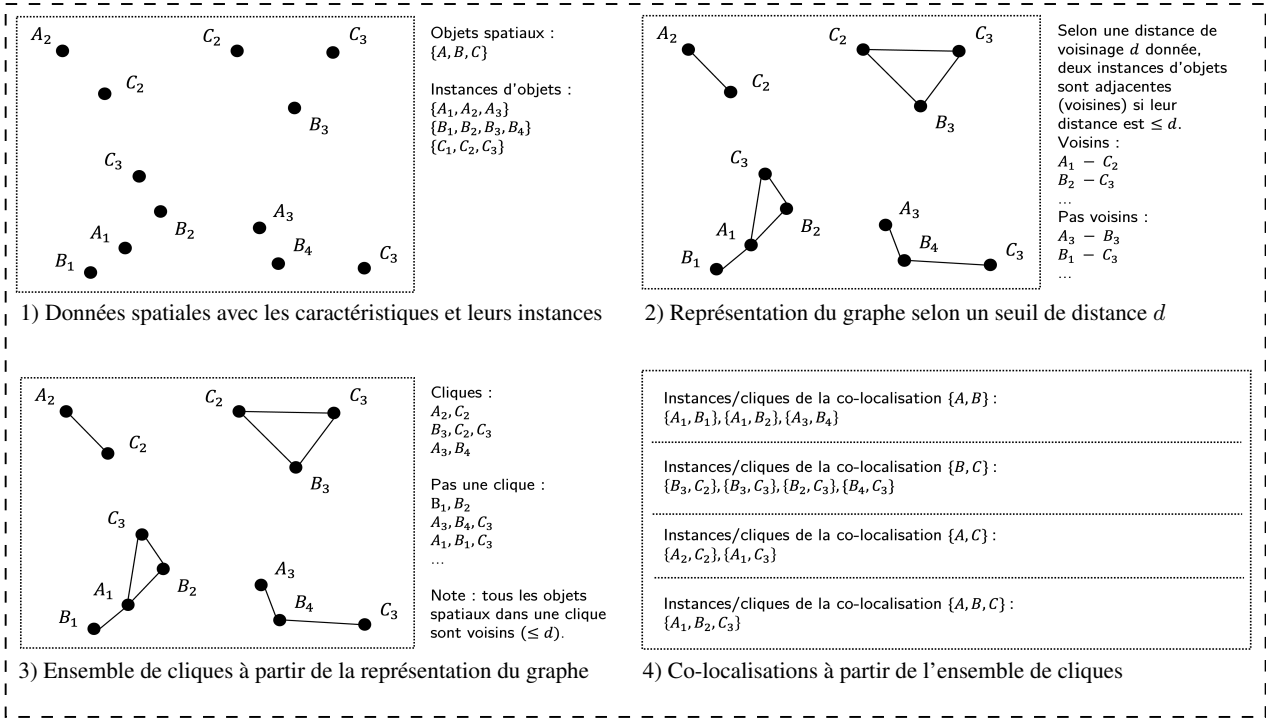 A₂
C₂
C₃
C₂
B₃
C₃
B₂
A₃
A₁
B₄
B₁
C₃
Objets spatiaux :
{A, B, C}
Instances d'objets :
{A₁, A₂, A₃}
{B₁, B₂, B₃, B₄}
{C₁, C₂, C₃}
1) Données spatiales avec les caractéristiques et leurs instances
A₂
C₂
C₃
C₂
B₃
C₃
B₂
A₃
A₁
B₄
B₁
C₃
Selon une distance de
voisinage d donnée,
deux instances d'objets
sont adjacentes
(voisines) si leur
distance est ≤ d.
Voisins :
A₁ − C₂
B₂ − C₃
...
Pas voisins :
A₃ − B₃
B₁ − C₃
...
2) Représentation du graphe selon un seuil de distance d
A₂
C₂
C₃
C₂
B₃
C₃
B₂
A₃
A₁
B₄
B₁
C₃
Cliques :
A₂, C₂
B₃, C₂, C₃
A₃, B₄
Pas une clique :
B₁, B₂
A₃, B₄, C₃
A₁, B₁, C₃
...
Note : tous les objets
spatiaux dans une clique
sont voisins (≤ d).
3) Ensemble de cliques à partir de la représentation du graphe
Instances/cliques de la co-localisation {A, B} :
{A₁, B₁}, {A₁, B₂}, {A₃, B₄}
Instances/cliques de la co-localisation {B, C} :
{B₃, C₂}, {B₃, C₃}, {B₂, C₃}, {B₄, C₃}
Instances/cliques de la co-localisation {A, C} :
{A₂, C₂}, {A₁, C₃}
Instances/cliques de la co-localisation {A, B, C} :
{A₁, B₂, C₃}
4) Co-localisations à partir de l'ensemble de cliques